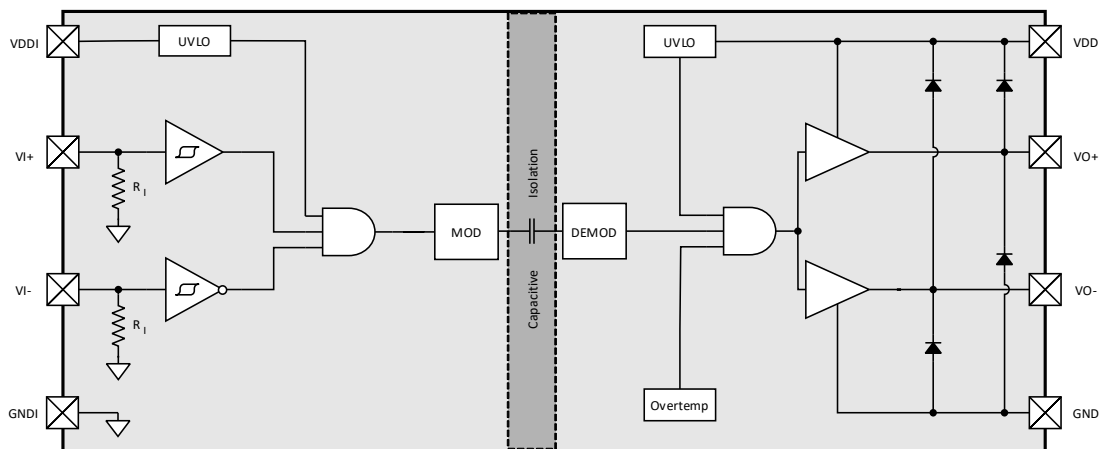 VDDI
UVLO
UVLO
VDD
VI+
R I
Isolation
VO+
MOD
DEMOD
VI-
R I
Capacitive
VO-
Overtemp
GNDI
GND